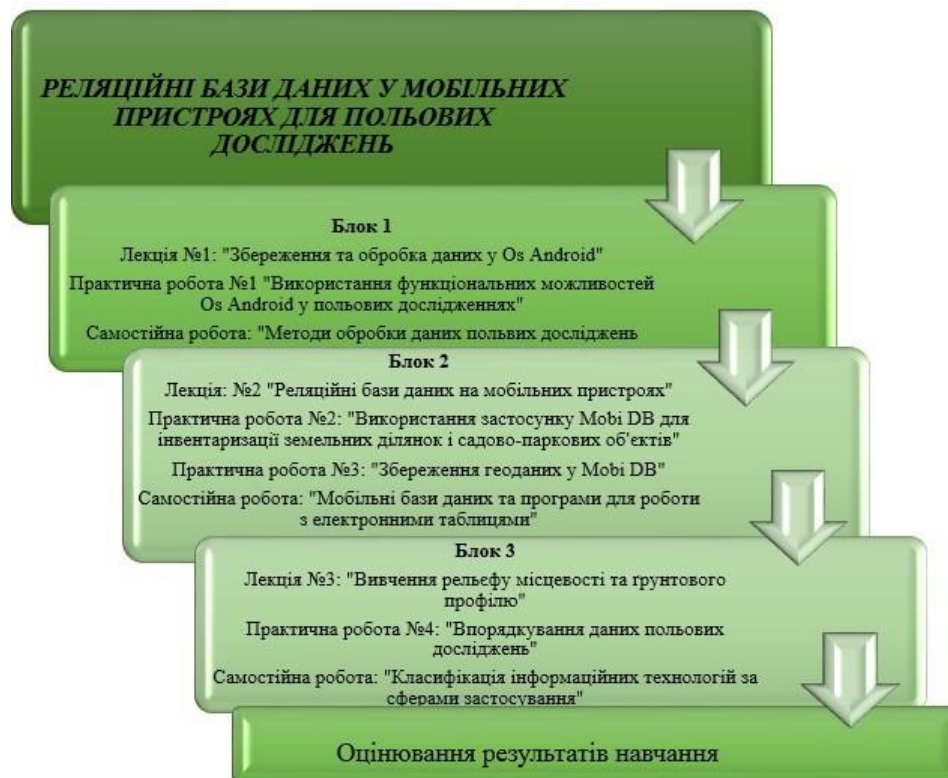 РЕЛЯЦІЙНІ БАЗИ ДАНИХ У МОБІЛЬНИХ
ПРИСТРОЯХ ДЛЯ ПОЛЬОВИХ
ДОСЛІДЖЕНЬ
Блок 1
Лекція №1: "Збереження та обробка даних у Os Android"
Практична робота №1 "Використання функціональних можливостей
Os Android у польових дослідженнях"
Самостійна робота: "Методи обробки даних польвих досліджень
Блок 2
Лекція: №2 "Реляційні бази даних на мобільних пристроях"
Практична робота №2: "Використання застосунку Mobi DB для
інвентаризації земельних ділянок і садово-паркових об'єктів"
Практична робота №3: "Збереження геоданих у Mobi DB"
Самостійна робота: "Мобільні бази даних та програми для роботи
з електронними таблицями"
Блок 3
Лекція №3: "Вивчення рельєфу місцевості та ґрунтового
профілю"
Практична робота №4: "Впорядкування даних польових
досліджень"
Самостійна робота: "Класифікація інформаційних технологій за
сферами застосування"
Оцінювання результатів навчання